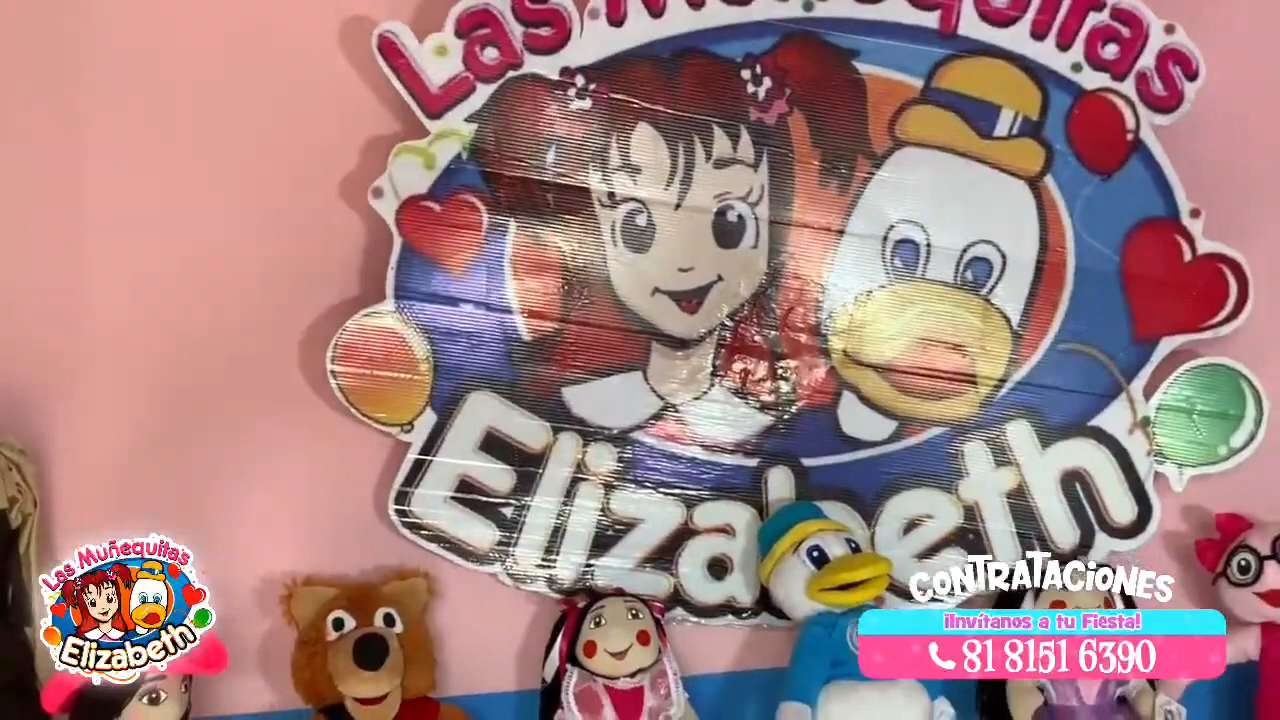 Las Muñequitas
Elizabeth
Las Muñequitas
Elizabeth
CONTRATACIONES
¡Invítanos a tu Fiesta!
81 8151 6390